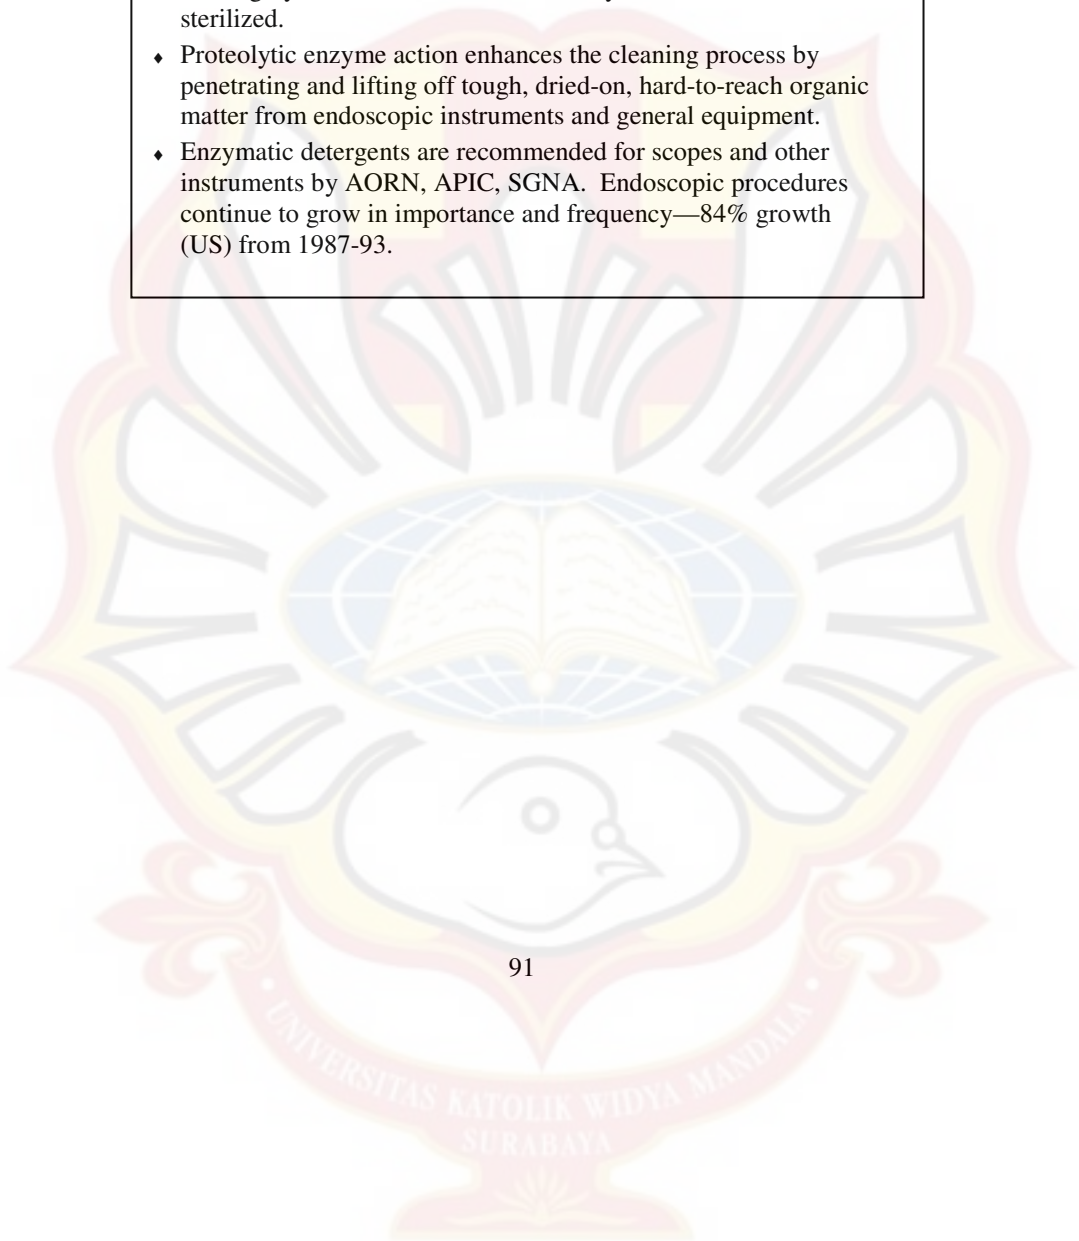 sterilized.
♦ Proteolytic enzyme action enhances the cleaning process by
penetrating and lifting off tough, dried-on, hard-to-reach organic
matter from endoscopic instruments and general equipment.
♦ Enzymatic detergents are recommended for scopes and other
instruments by AORN, APIC, SGNA. Endoscopic procedures
continue to grow in importance and frequency—84% growth
(US) from 1987-93.
91
• UNIVERSITAS KATOLIK WIDYA MANDALA •
SURABAYA